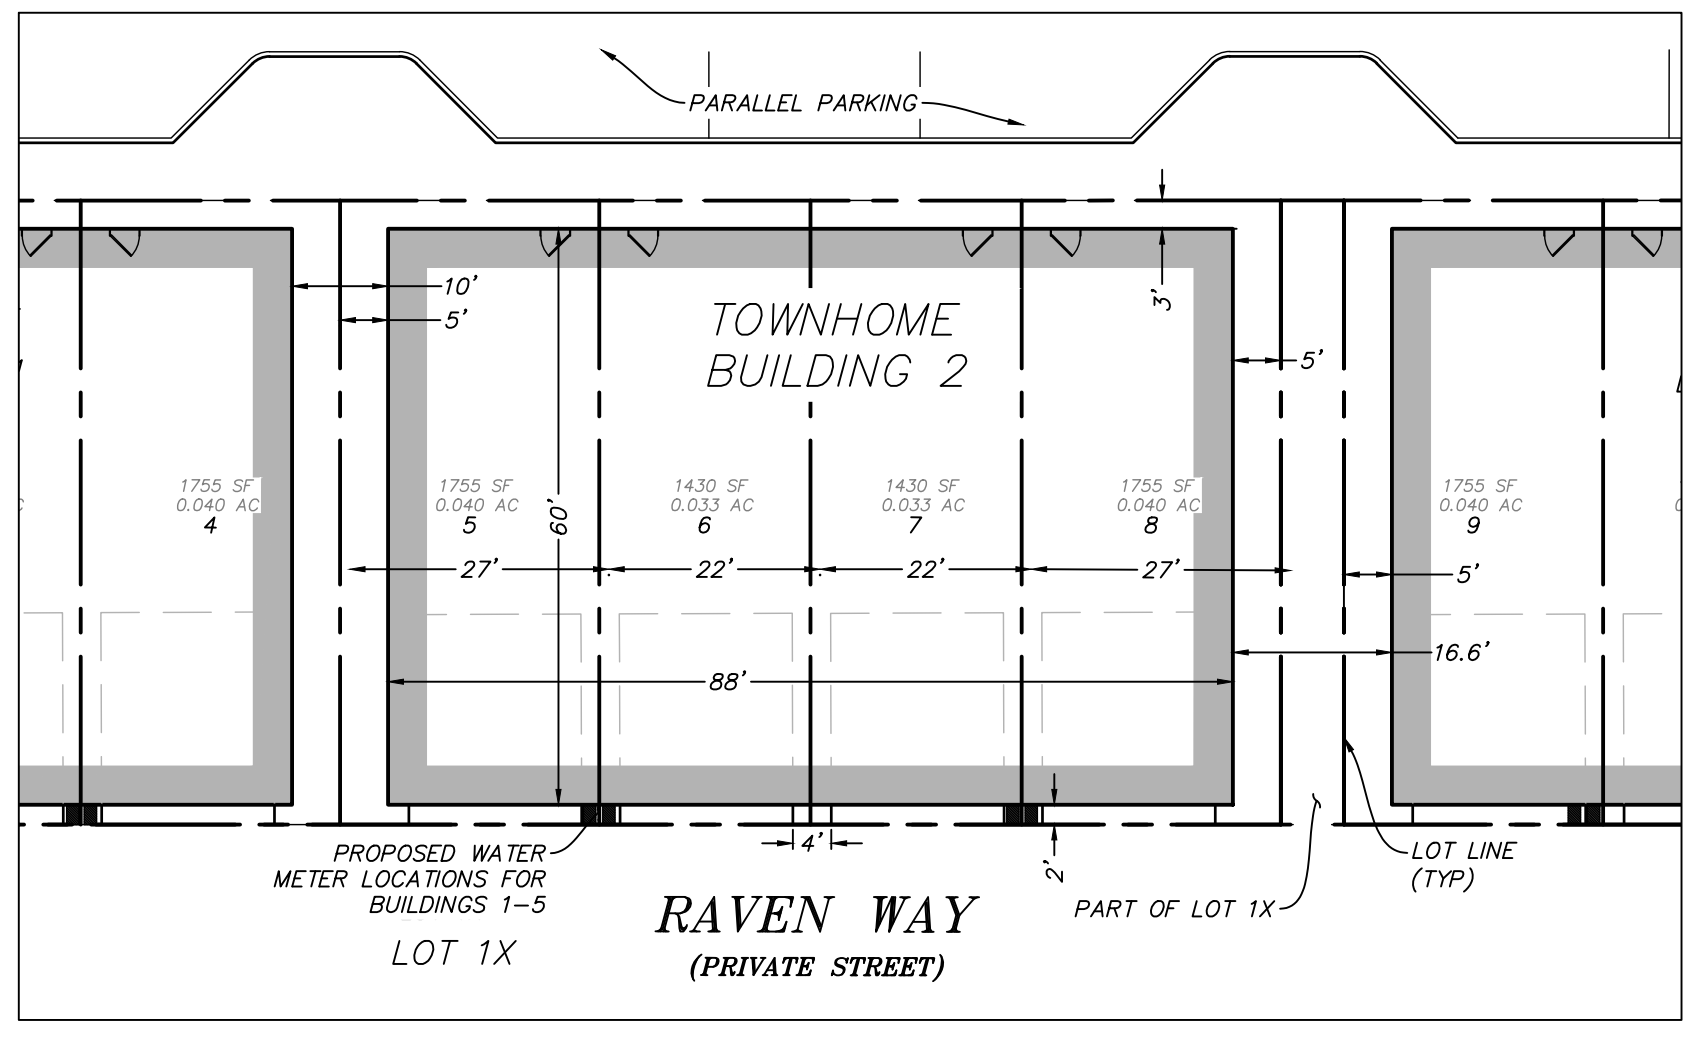 PARALLEL PARKING
3'
10'
5'
TOWNHOME
BUILDING 2
5'
1755 SF
0.040 AC
4
1755 SF
0.040 AC
5
60'
1430 SF
0.033 AC
6
1430 SF
0.033 AC
7
1755 SF
0.040 AC
8
1755 SF
0.040 AC
9
27'
22'
22'
27'
5'
16.6'
88'
4'
2'
PROPOSED WATER
METER LOCATIONS FOR
BUILDINGS 1-5
LOT LINE
(TYP)
PART OF LOT 1X
RAVEN WAY
(PRIVATE STREET)
LOT 1X